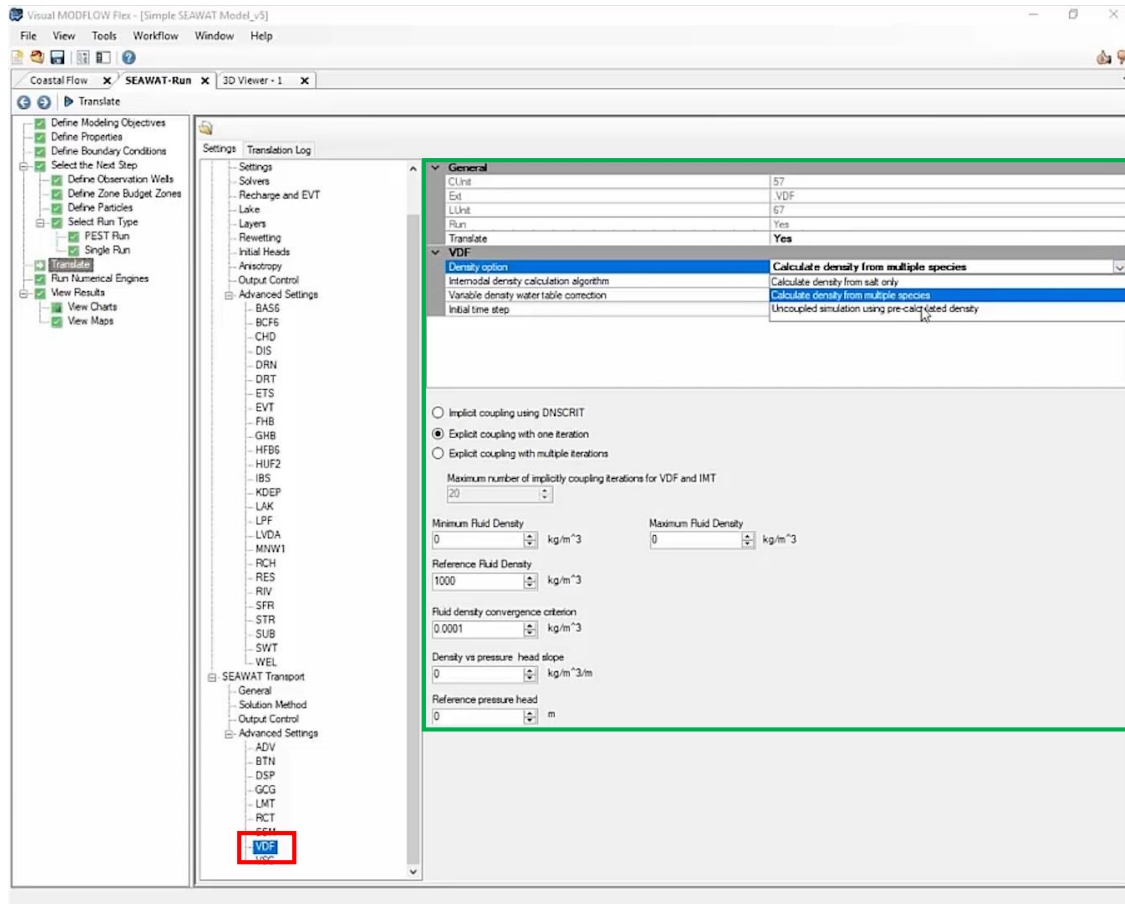 Visual MODFLOW Flex - [Simple SEAWAT Model_v5]
File View Tools Workflow Window Help
Coastal Flow X SEAWAT-Run X 3D Viewer - 1 X
Translate
Define Modeling Objectives
Define Properties
Define Boundary Conditions
Select the Next Step
Define Observation Wells
Define Zone Budget Zones
Define Particles
Select Run Type
PEST Run
Single Run
Translate
Run Numerical Engines
View Results
View Charts
View Maps
Settings Translation Log
Settings
Solvers
Recharge and EVT
Lake
Layers
Rewetting
Initial Heads
Anisotropy
Output Control
Advanced Settings
BAS6
BCF6
CHD
DIS
DRN
DRT
ETS
EVT
FHB
GHB
HFB6
HUF2
IBS
KDEP
LAK
LPF
LVDA
MNW1
RCH
RES
RIV
SFR
STR
SUB
SWT
WEL
SEAWAT Transport
General
Solution Method
Output Control
Advanced Settings
ADV
BTN
DSP
GCG
LMT
RCT
SSM
VDF
VSC
General
CUnit 57
Ext .VDF
LUnit 67
Run Yes
Translate Yes
VDF
Density option Calculate density from multiple species
Internodal density calculation algorithm Calculate density from salt only
Variable density water table correction Calculate density from multiple species
Initial time step Uncoupled simulation using pre-calculated density
Implicit coupling using DNSCRIT
Explicit coupling with one iteration
Explicit coupling with multiple iterations
Maximum number of implicitly coupling iterations for VDF and IMT
20
Minimum Fluid Density Maximum Fluid Density
0 kg/m^3 0 kg/m^3
Reference Fluid Density
1000 kg/m^3
Fluid density convergence criterion
0.0001 kg/m^3
Density vs pressure head slope
0 kg/m^3/m
Reference pressure head
0 m